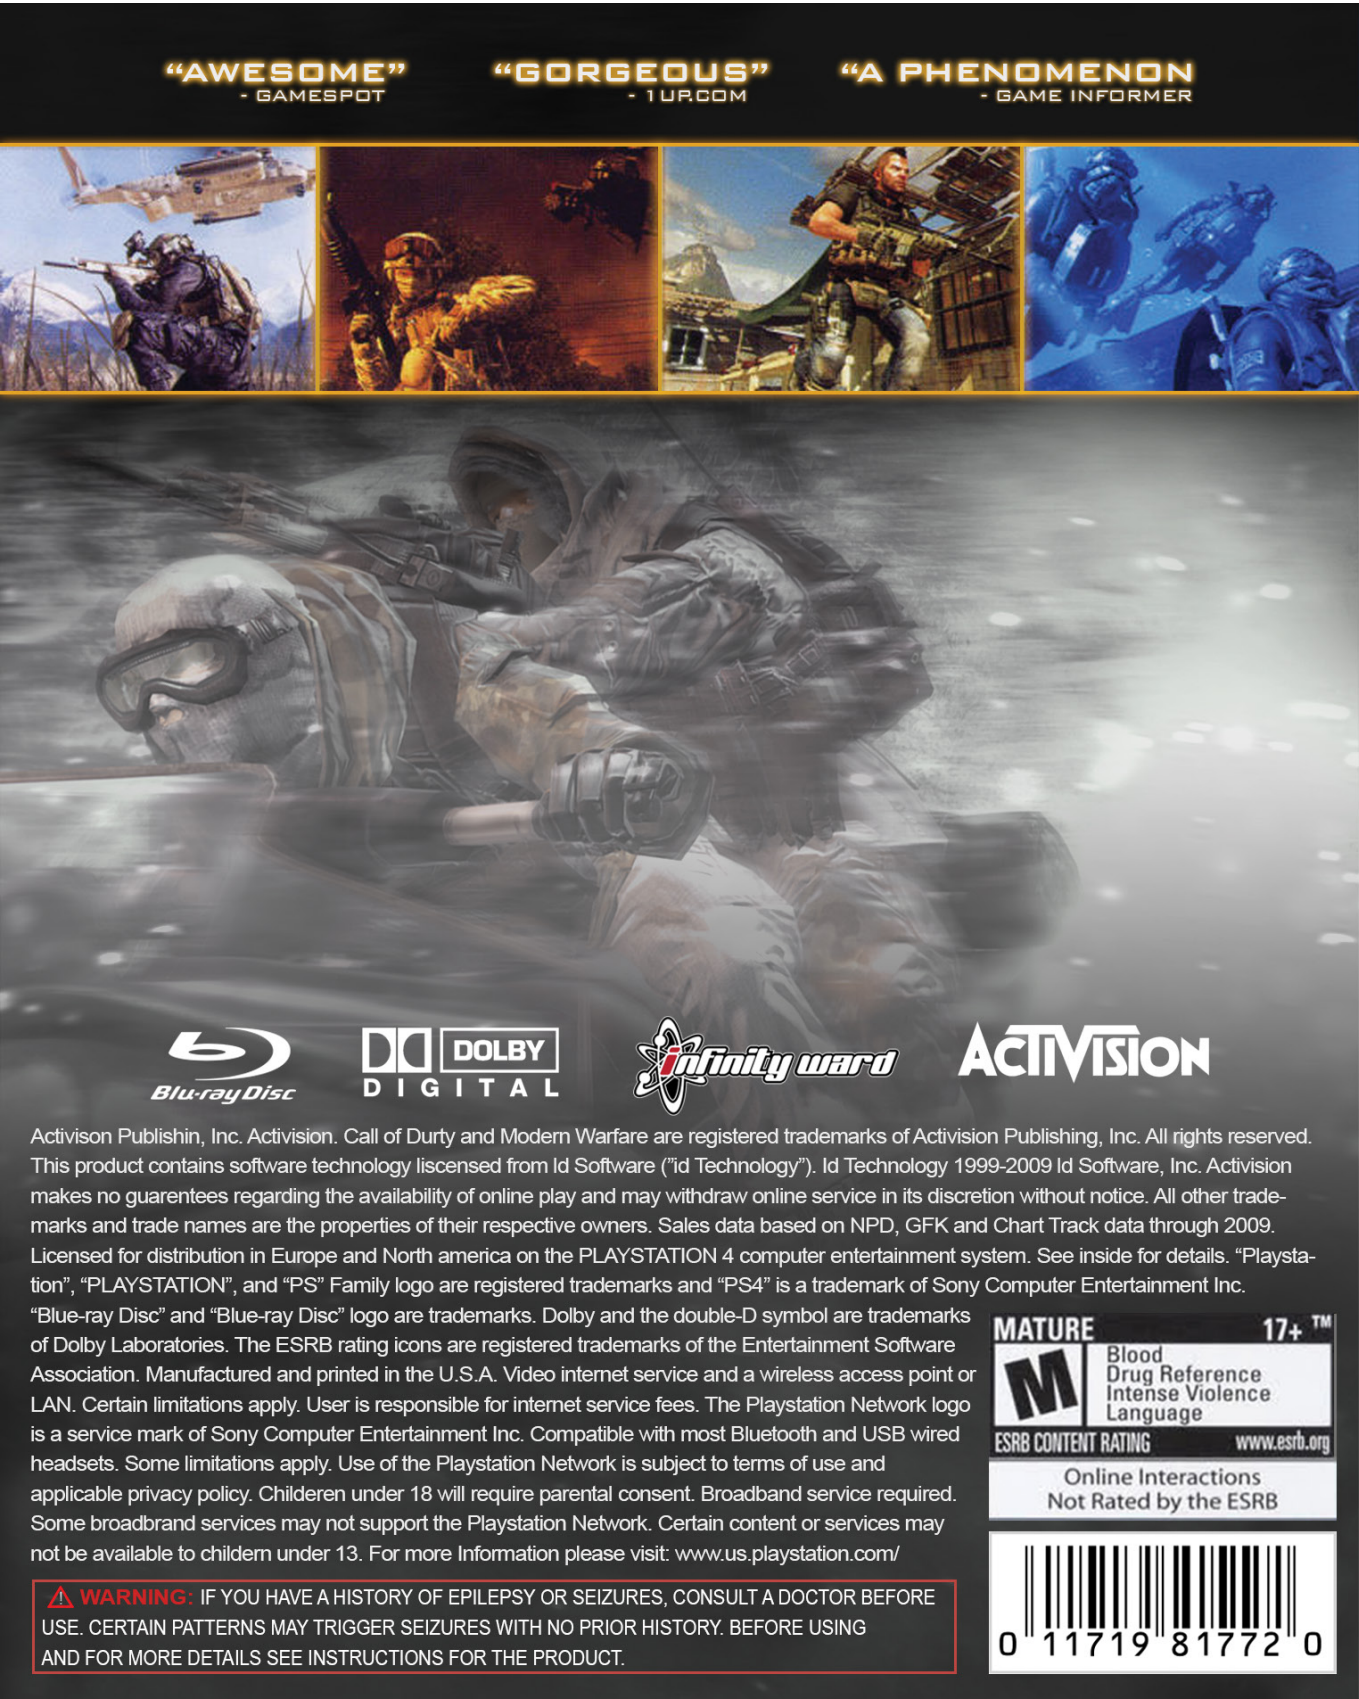 “AWESOME” “GORGEOUS” “A PHENOMENON
- GAMESPOT - 1UP.COM - GAME INFORMER
Blu-ray Disc
DOLBY
DIGITAL
infinity ward
ACTIVISION
Activison Publishin, Inc. Activision. Call of Durty and Modern Warfare are registered trademarks of Activision Publishing, Inc. All rights reserved.
This product contains software technology liscensed from Id Software (”id Technology”). Id Technology 1999-2009 Id Software, Inc. Activision
makes no guarentees regarding the availability of online play and may withdraw online service in its discretion without notice. All other trade-
marks and trade names are the properties of their respective owners. Sales data based on NPD, GFK and Chart Track data through 2009.
Licensed for distribution in Europe and North america on the PLAYSTATION 4 computer entertainment system. See inside for details. “Playsta-
tion”, “PLAYSTATION”, and “PS” Family logo are registered trademarks and “PS4” is a trademark of Sony Computer Entertainment Inc.
“Blue-ray Disc” and “Blue-ray Disc” logo are trademarks. Dolby and the double-D symbol are trademarks
of Dolby Laboratories. The ESRB rating icons are registered trademarks of the Entertainment Software
Association. Manufactured and printed in the U.S.A. Video internet service and a wireless access point or
LAN. Certain limitations apply. User is responsible for internet service fees. The Playstation Network logo
is a service mark of Sony Computer Entertainment Inc. Compatible with most Bluetooth and USB wired
headsets. Some limitations apply. Use of the Playstation Network is subject to terms of use and
applicable privacy policy. Childeren under 18 will require parental consent. Broadband service required.
Some broadbrand services may not support the Playstation Network. Certain content or services may
not be available to childern under 13. For more Information please visit: www.us.playstation.com/
WARNING: IF YOU HAVE A HISTORY OF EPILEPSY OR SEIZURES, CONSULT A DOCTOR BEFORE
USE. CERTAIN PATTERNS MAY TRIGGER SEIZURES WITH NO PRIOR HISTORY. BEFORE USING
AND FOR MORE DETAILS SEE INSTRUCTIONS FOR THE PRODUCT.
MATURE 17+ ™
M
Blood
Drug Reference
Intense Violence
Language
ESRB CONTENT RATING www.esrb.org
Online Interactions
Not Rated by the ESRB
0 11719 81772 0